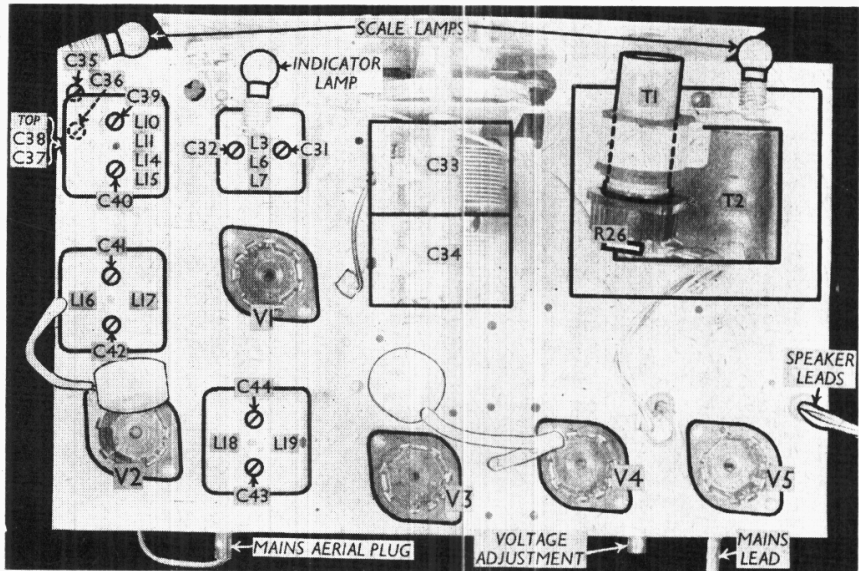 SCALE LAMPS
C35
C36
INDICATOR
LAMP
C39
TOP
C38
C37
L10
L11
L14
L15
C40
C32
L3
L6
L7
C31
C33
C34
T1
T2
R26
C41
L16
L17
C42
V1
SPEAKER
LEADS
C44
L18
L19
C43
V2
V3
V4
V5
MAINS AERIAL PLUG
VOLTAGE
ADJUSTMENT
MAINS
LEAD